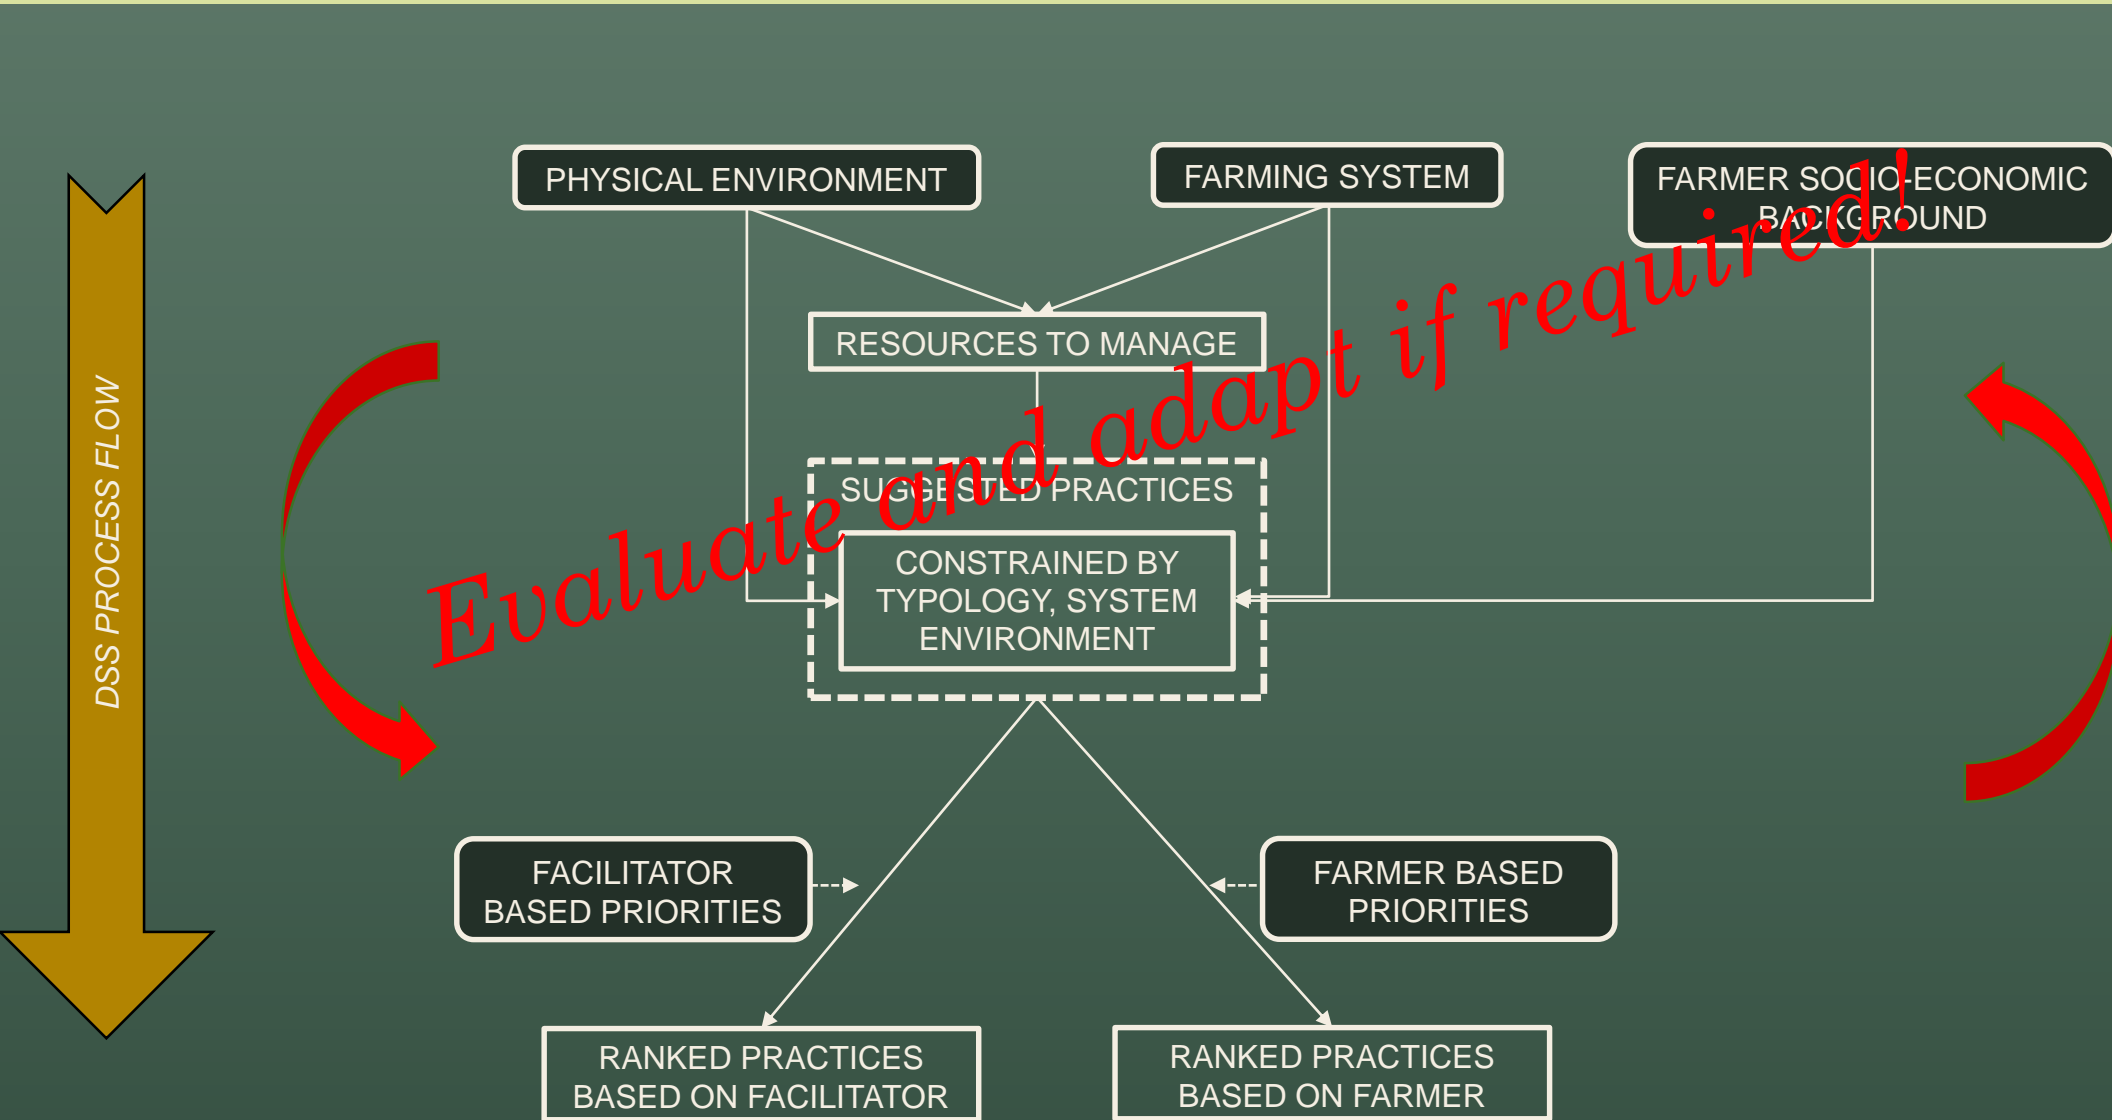 PHYSICAL ENVIRONMENT
FARMING SYSTEM
FARMER SOCIO-ECONOMIC
BACKGROUND
RESOURCES TO MANAGE
Evaluate and adapt if required!
DSS PROCESS FLOW
SUGGESTED PRACTICES
CONSTRAINED BY
TYPOLOGY, SYSTEM
ENVIRONMENT
FACILITATOR
BASED PRIORITIES
FARMER BASED
PRIORITIES
RANKED PRACTICES
BASED ON FACILITATOR
RANKED PRACTICES
BASED ON FARMER